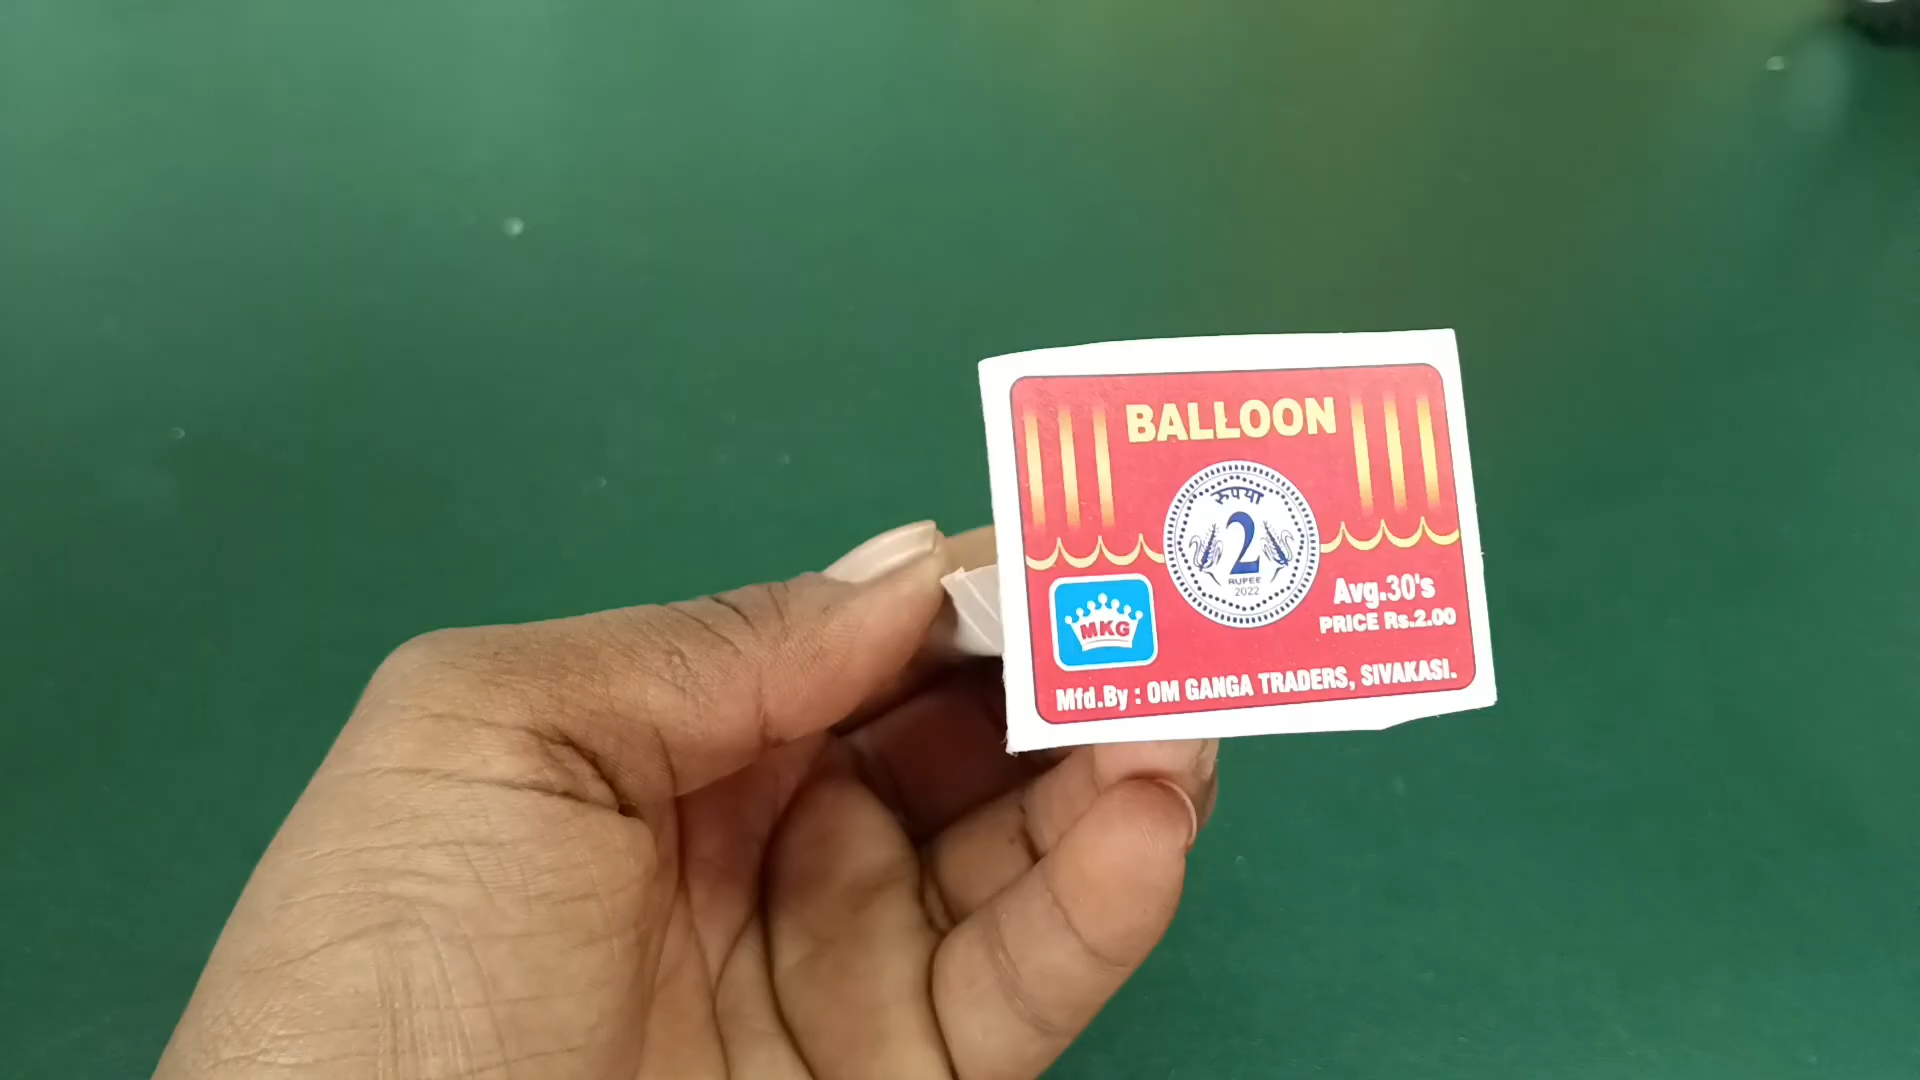 BALLOON
रुपया
2
RUPEE
2022
Avg.30's
PRICE Rs.2.00
MKG
Mfd.By : OM GANGA TRADERS, SIVAKASI.